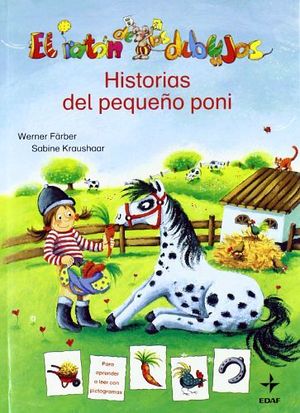 El ratón de los dibujos
Historias
del pequeño poni
Werner Färber
Sabine Kraushaar
Para
aprender
a leer con
pictogramas
EDAF